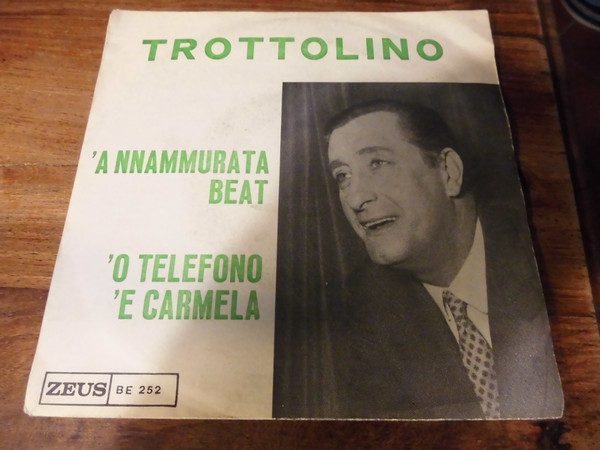 TROTTOLINO
'A NNAMMURATA
BEAT
'O TELEFONO
'E CARMELA
ZEUS BE 252